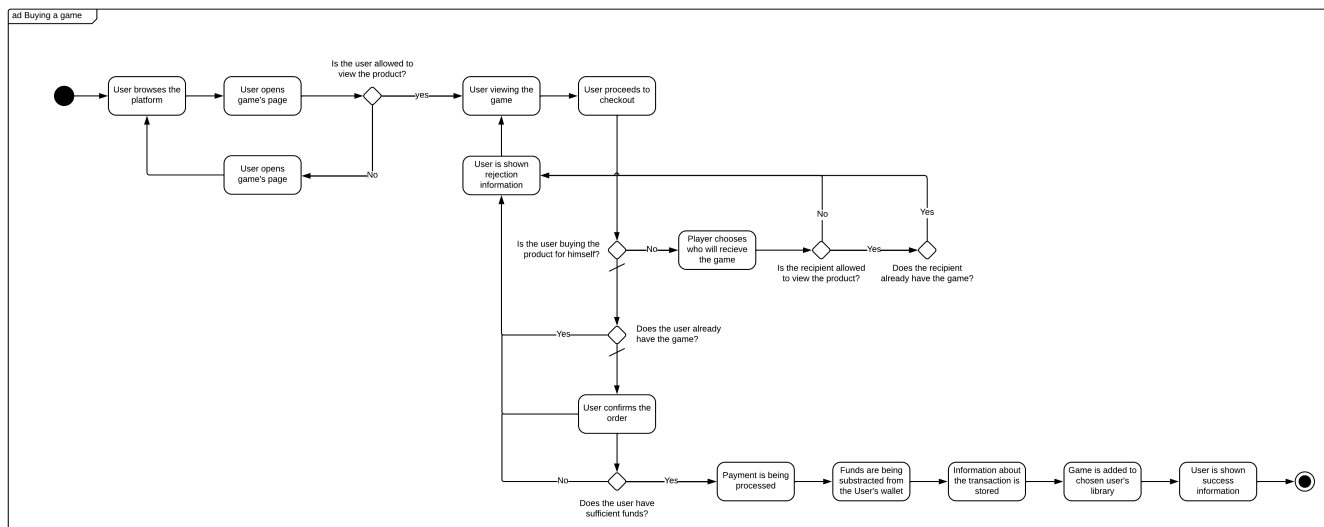 ad Buying a game
Is the user allowed to
view the product?
User browses the
platform
User opens
game's page
yes
User viewing the
game
User proceeds to
checkout
User opens
game's page
No
User is shown
rejection
information
No
Yes
Is the user buying the
product for himself?
No
Player chooses
who will recieve
the game
Yes
Is the recipient allowed
to view the product?
Does the recipient
already have the game?
Yes
Does the user already
have the game?
User confirms the
order
No
Yes
Does the user have
sufficient funds?
Payment is being
processed
Funds are being
substracted from
the User's wallet
Information about
the transaction is
stored
Game is added to
chosen user's
library
User is shown
success
information